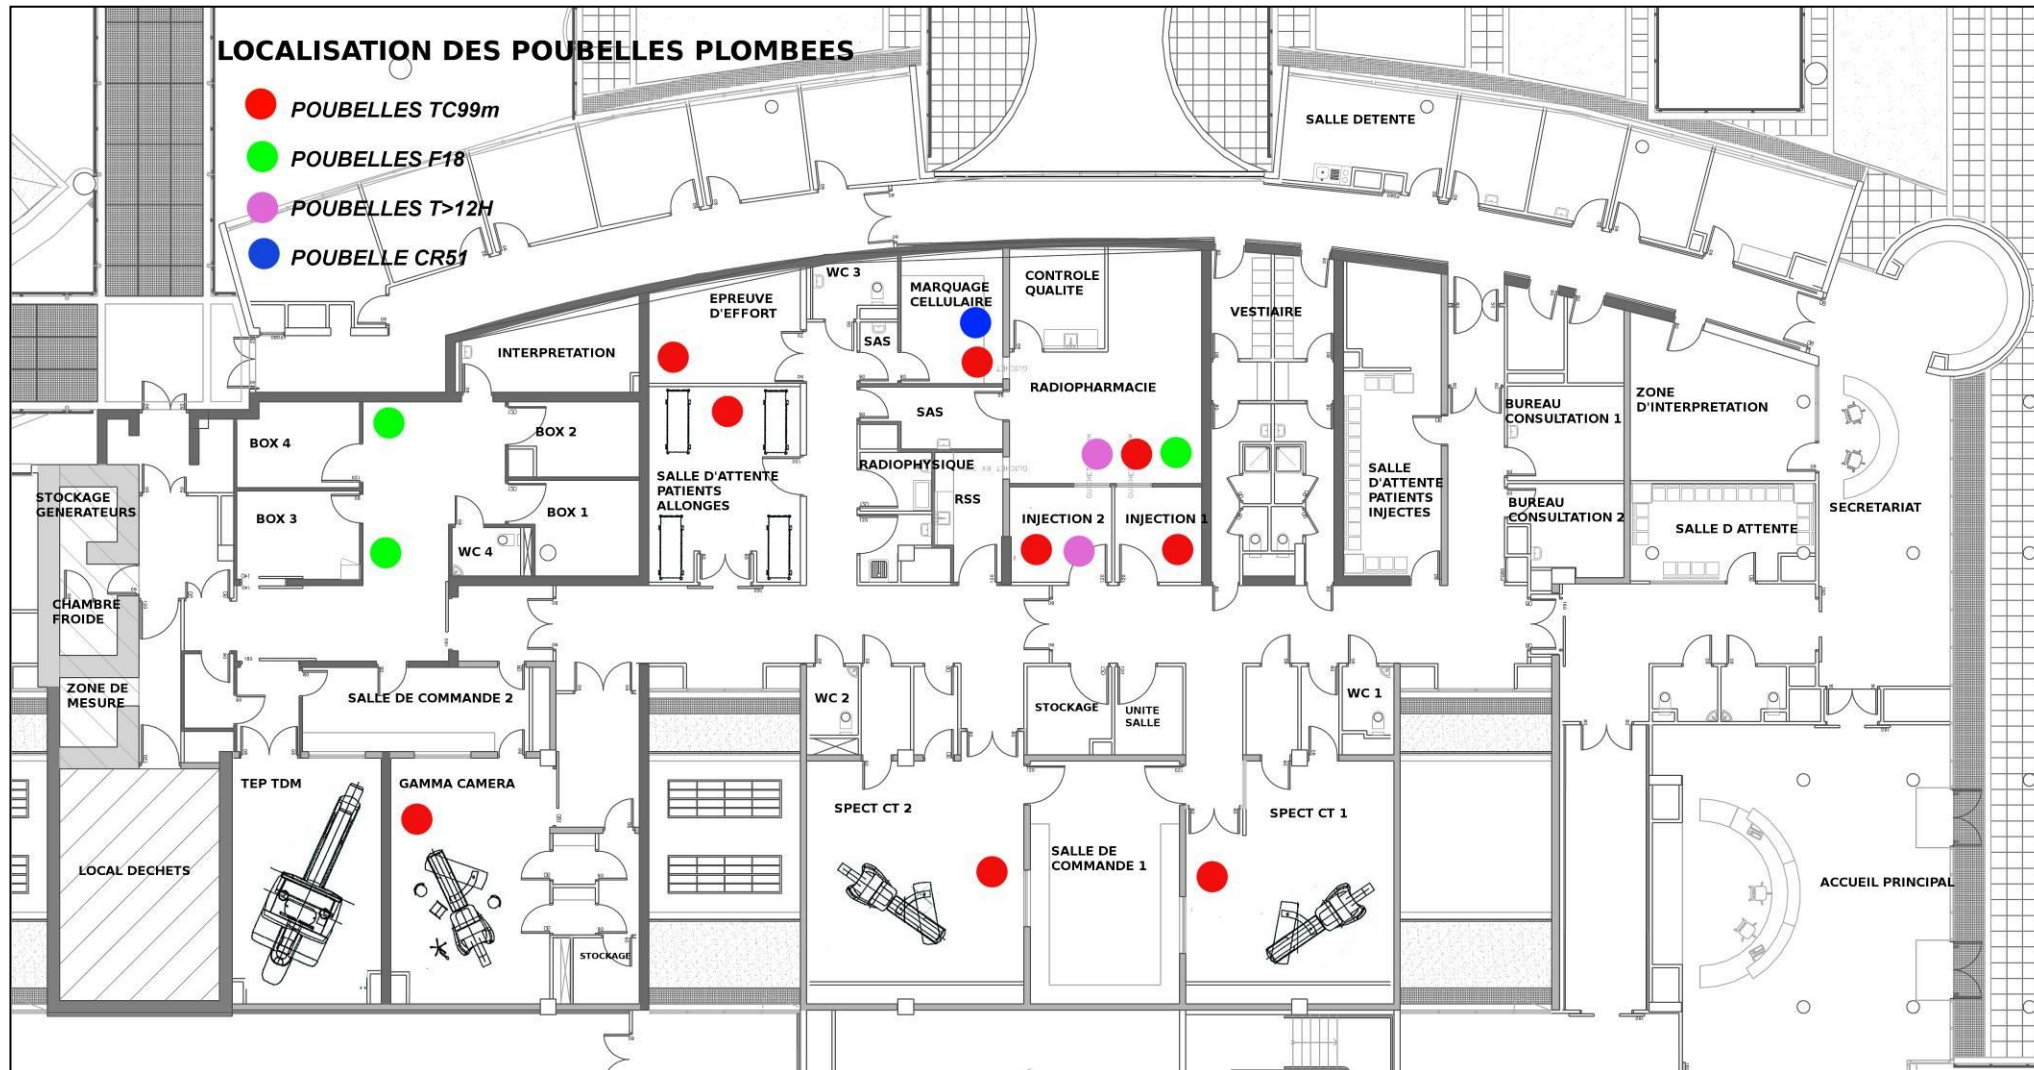 LOCALISATION DES POUBELLES PLOMBEES
POUBELLES TC99m
POUBELLES F18
POUBELLES T>12H
POUBELLE CR51
SALLE DETENTE
WC 3
MARQUAGE
CELLULAIRE
CONTROLE
QUALITE
EPREUVE
D'EFFORT
VESTIAIRE
SAS
INTERPRETATION
RADIOPHARMACIE
ZONE
D'INTERPRETATION
BUREAU
CONSULTATION 1
SAS
BOX 4
BOX 2
RADIOPHYSIQUE
SALLE D'ATTENTE
PATIENTS
ALLONGES
SALLE
D'ATTENTE
PATIENTS
INJECTES
STOCKAGE
GENERATEURS
RSS
BOX 3
BOX 1
INJECTION 2
INJECTION 1
BUREAU
CONSULTATION 2
SALLE D ATTENTE
SECRETARIAT
WC 4
CHAMBRE
FROIDE
ZONE DE
MESURE
SALLE DE COMMANDE 2
WC 2
STOCKAGE
UNITE
SALLE
WC 1
TEP TDM
GAMMA CAMERA
SPECT CT 2
SPECT CT 1
SALLE DE
COMMANDE 1
LOCAL DECHETS
ACCUEIL PRINCIPAL
STOCKAGE